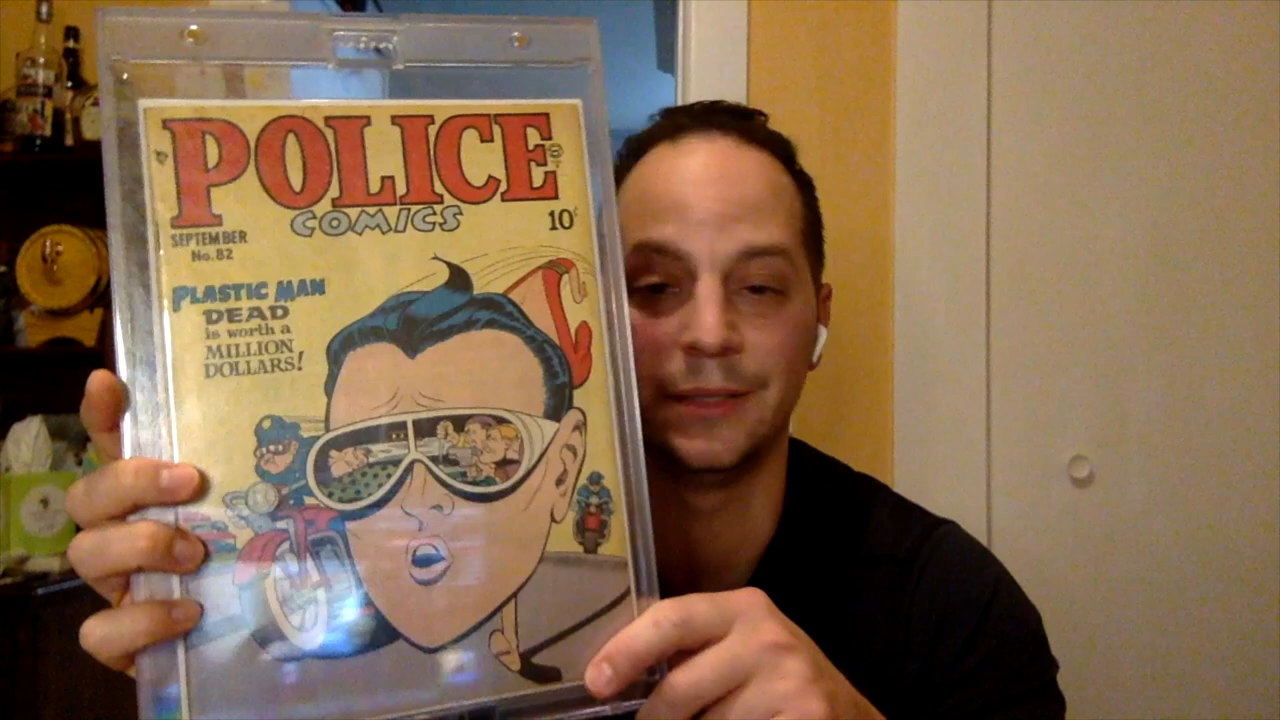 POLICE
COMICS
10¢
SEPTEMBER
No. 82
PLASTIC MAN
DEAD
is worth a
MILLION
DOLLARS!